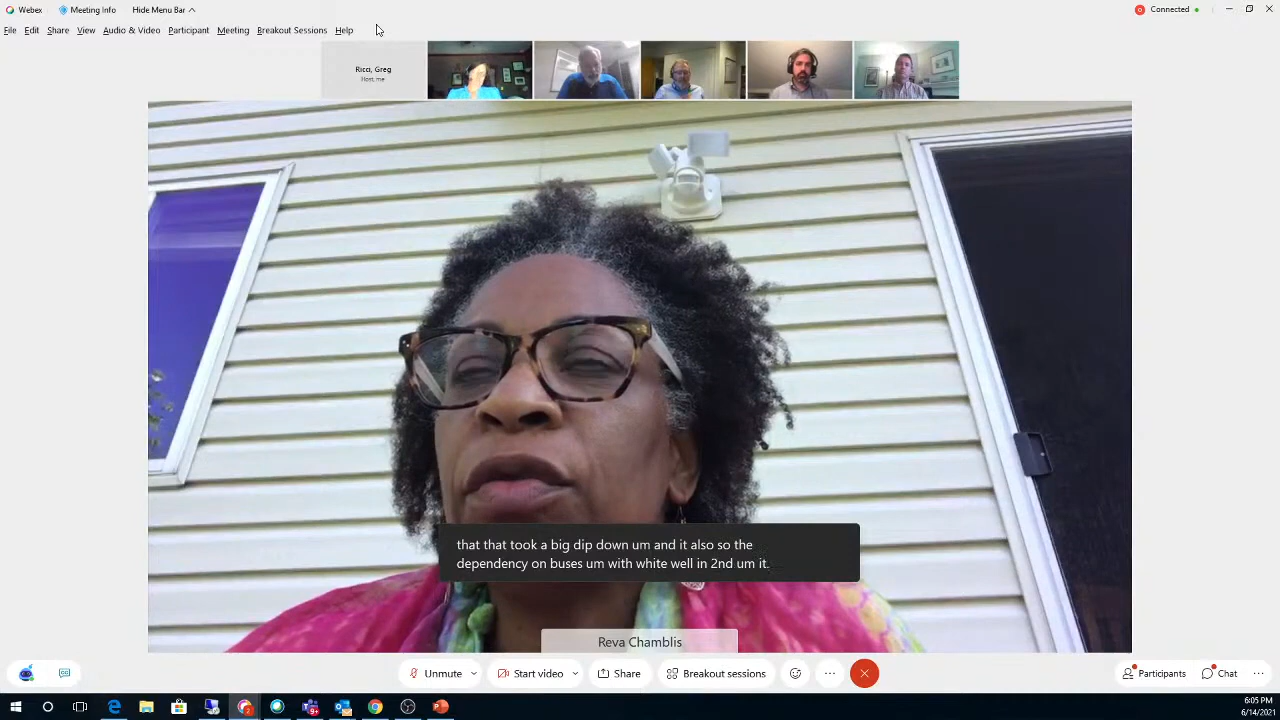 Webex
Meeting Info
Hide Menu Bar
Connected
File Edit Share View Audio & Video Participant Meeting Breakout Sessions Help
Ricci, Greg
Host, me
that that took a big dip down um and it also so the
dependency on buses um with white well in 2nd um it.
Reva Chamblis
Unmute
Start video
Share
Breakout sessions
Participants
Chat
6:05 PM
6/14/2021